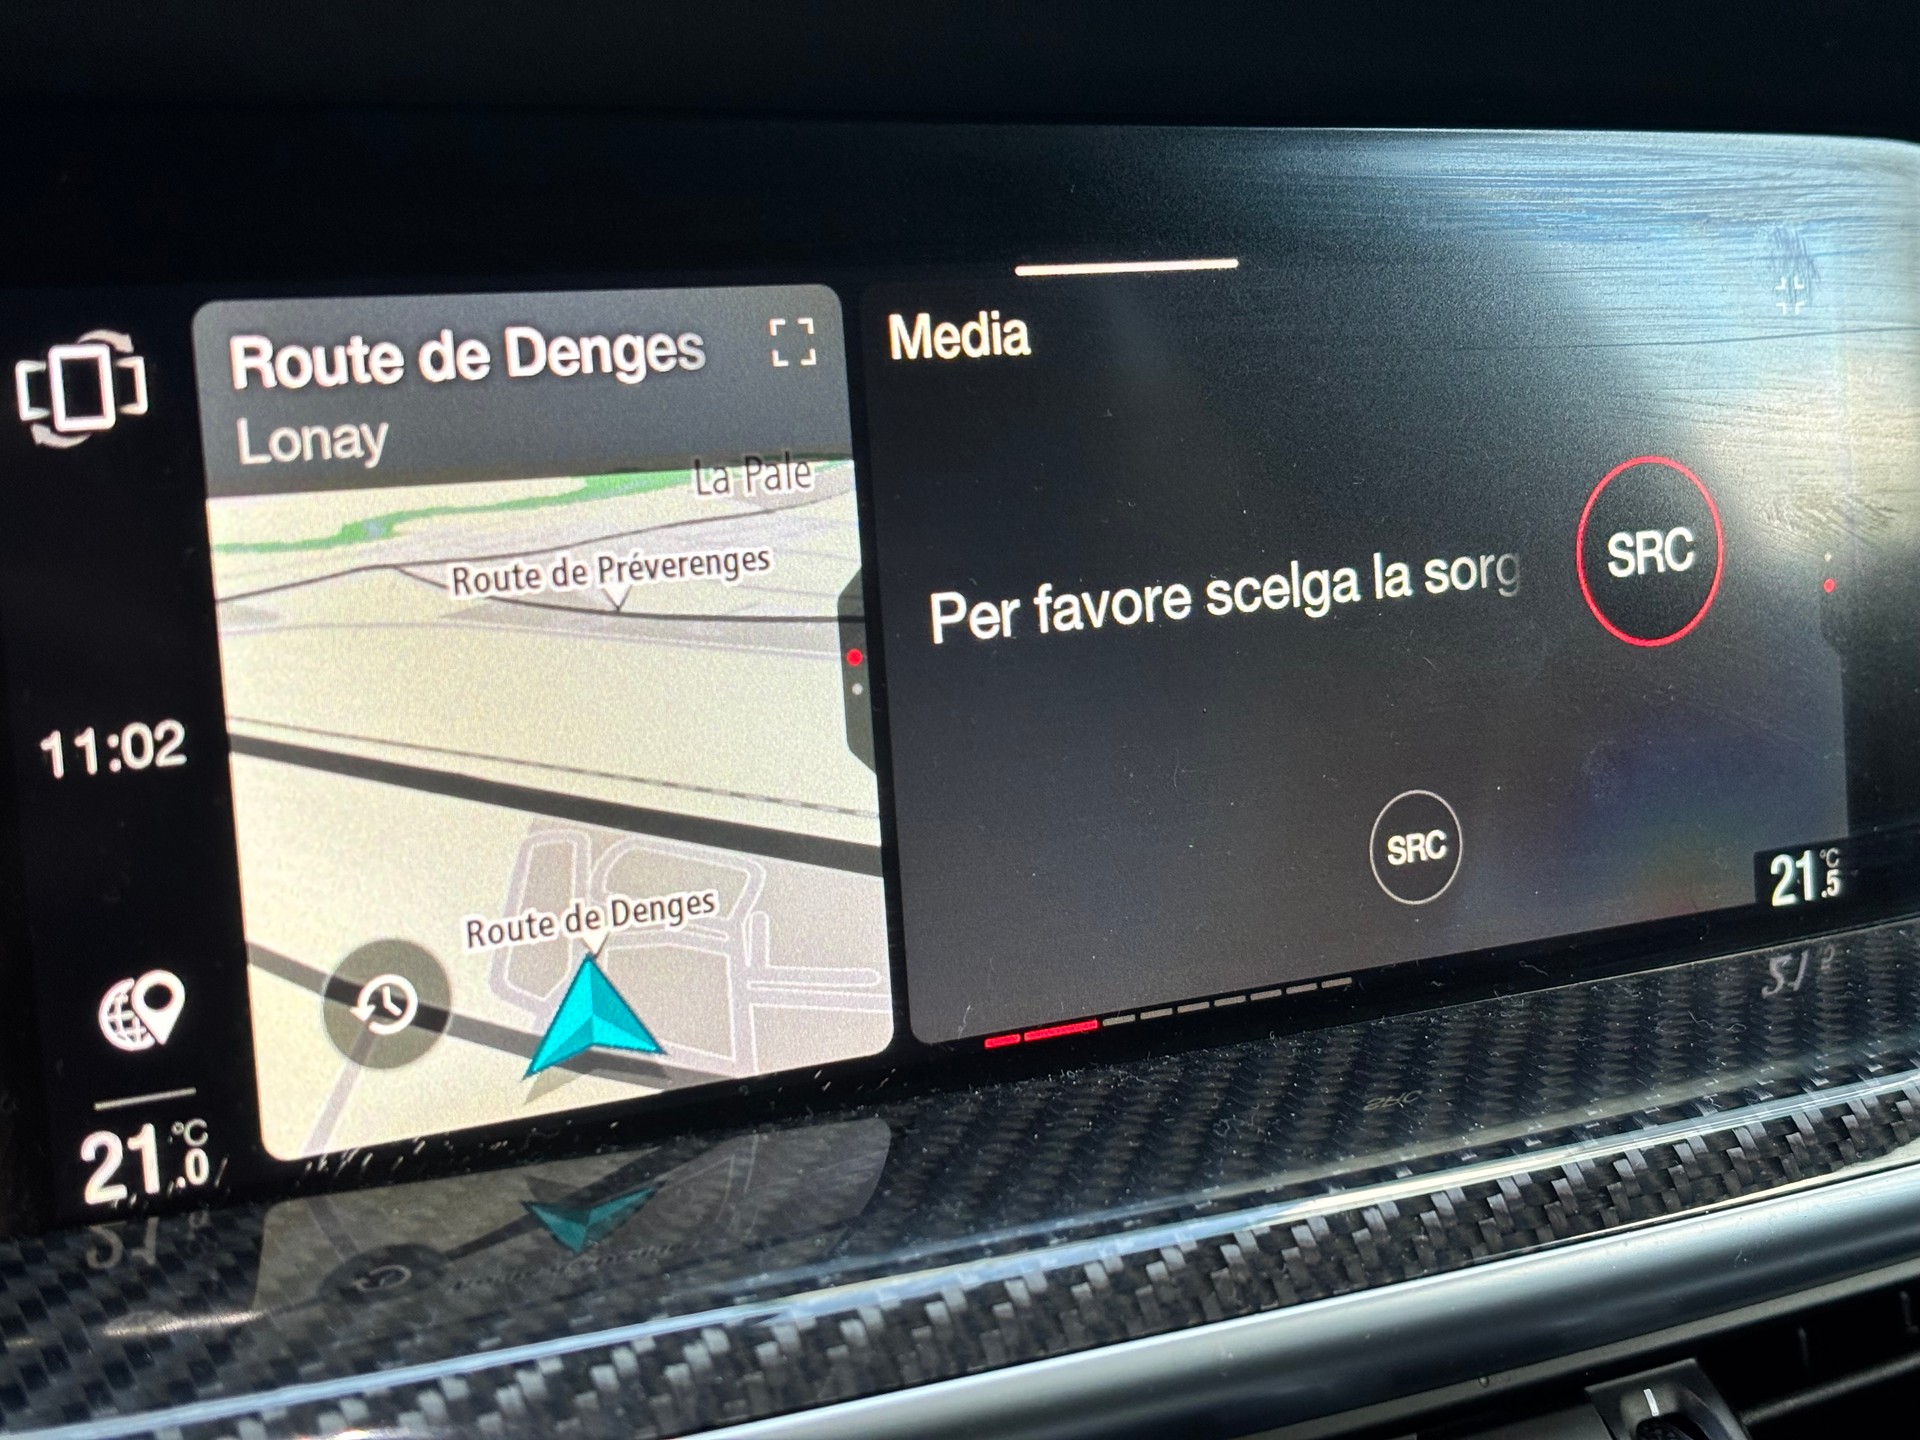 Route de Denges
Lonay
La Pale
Route de Préverenges
Route de Denges
11:02
21.0 °C
Media
Per favore scelga la sorg
SRC
SRC
21.5 °C